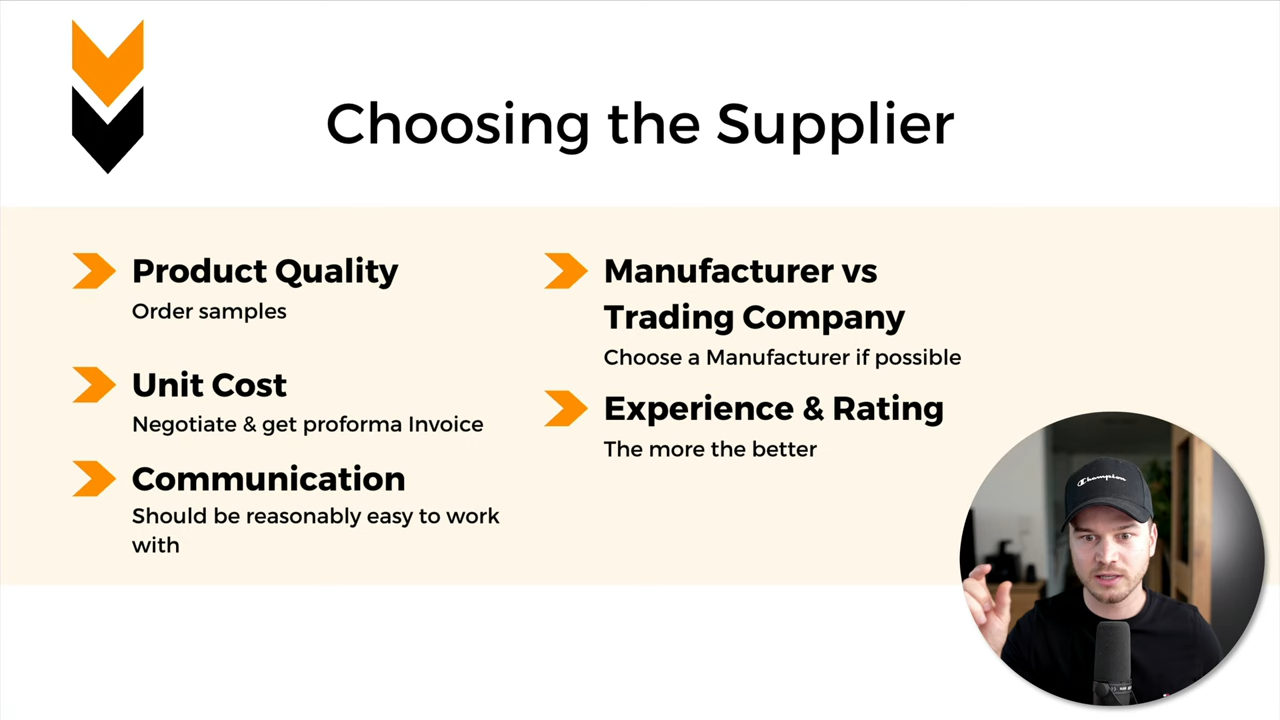 Choosing the Supplier
Product Quality
Order samples
Unit Cost
Negotiate & get proforma Invoice
Communication
Should be reasonably easy to work
with
Manufacturer vs
Trading Company
Choose a Manufacturer if possible
Experience & Rating
The more the better
Champion